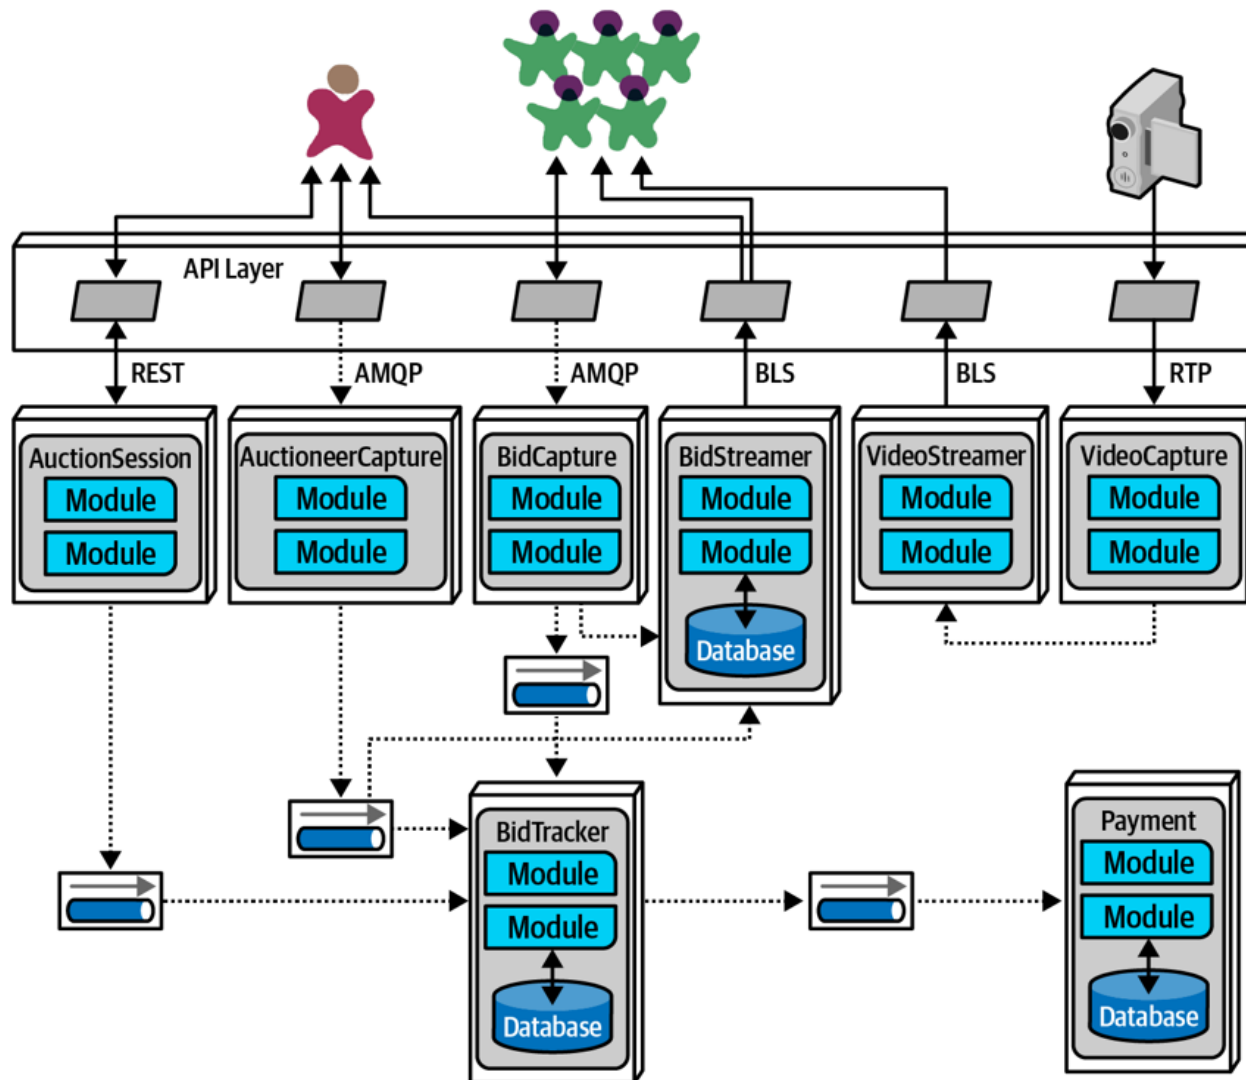 API Layer
REST
AMQP
AMQP
BLS
BLS
RTP
AuctionSession
Module
Module
AuctioneerCapture
Module
Module
BidCapture
Module
Module
BidStreamer
Module
Module
Database
VideoStreamer
Module
Module
VideoCapture
Module
Module
BidTracker
Module
Module
Database
Payment
Module
Module
Database